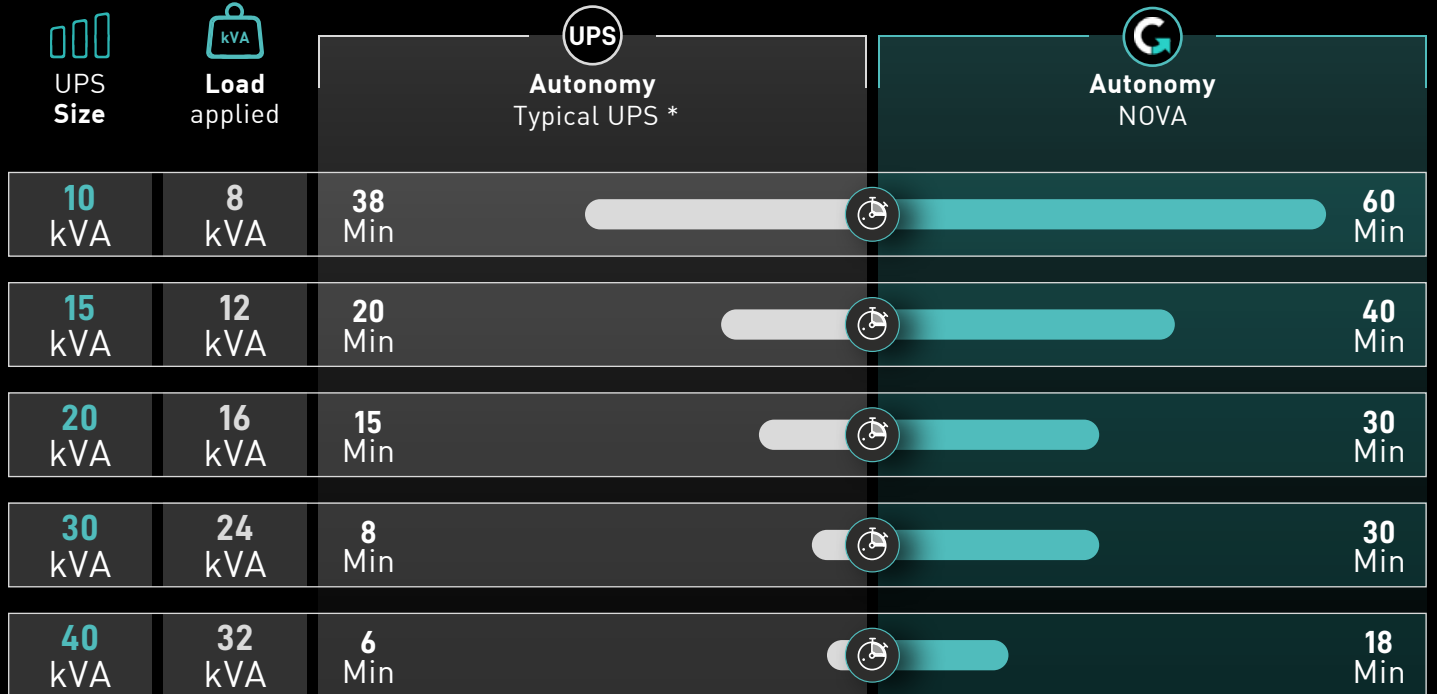 UPS
Size
kVA
Load
applied
UPS
Autonomy
Typical UPS *
G
Autonomy
NOVA
10
kVA
8
kVA
38
Min
60
Min
15
kVA
12
kVA
20
Min
40
Min
20
kVA
16
kVA
15
Min
30
Min
30
kVA
24
kVA
8
Min
30
Min
40
kVA
32
kVA
6
Min
18
Min